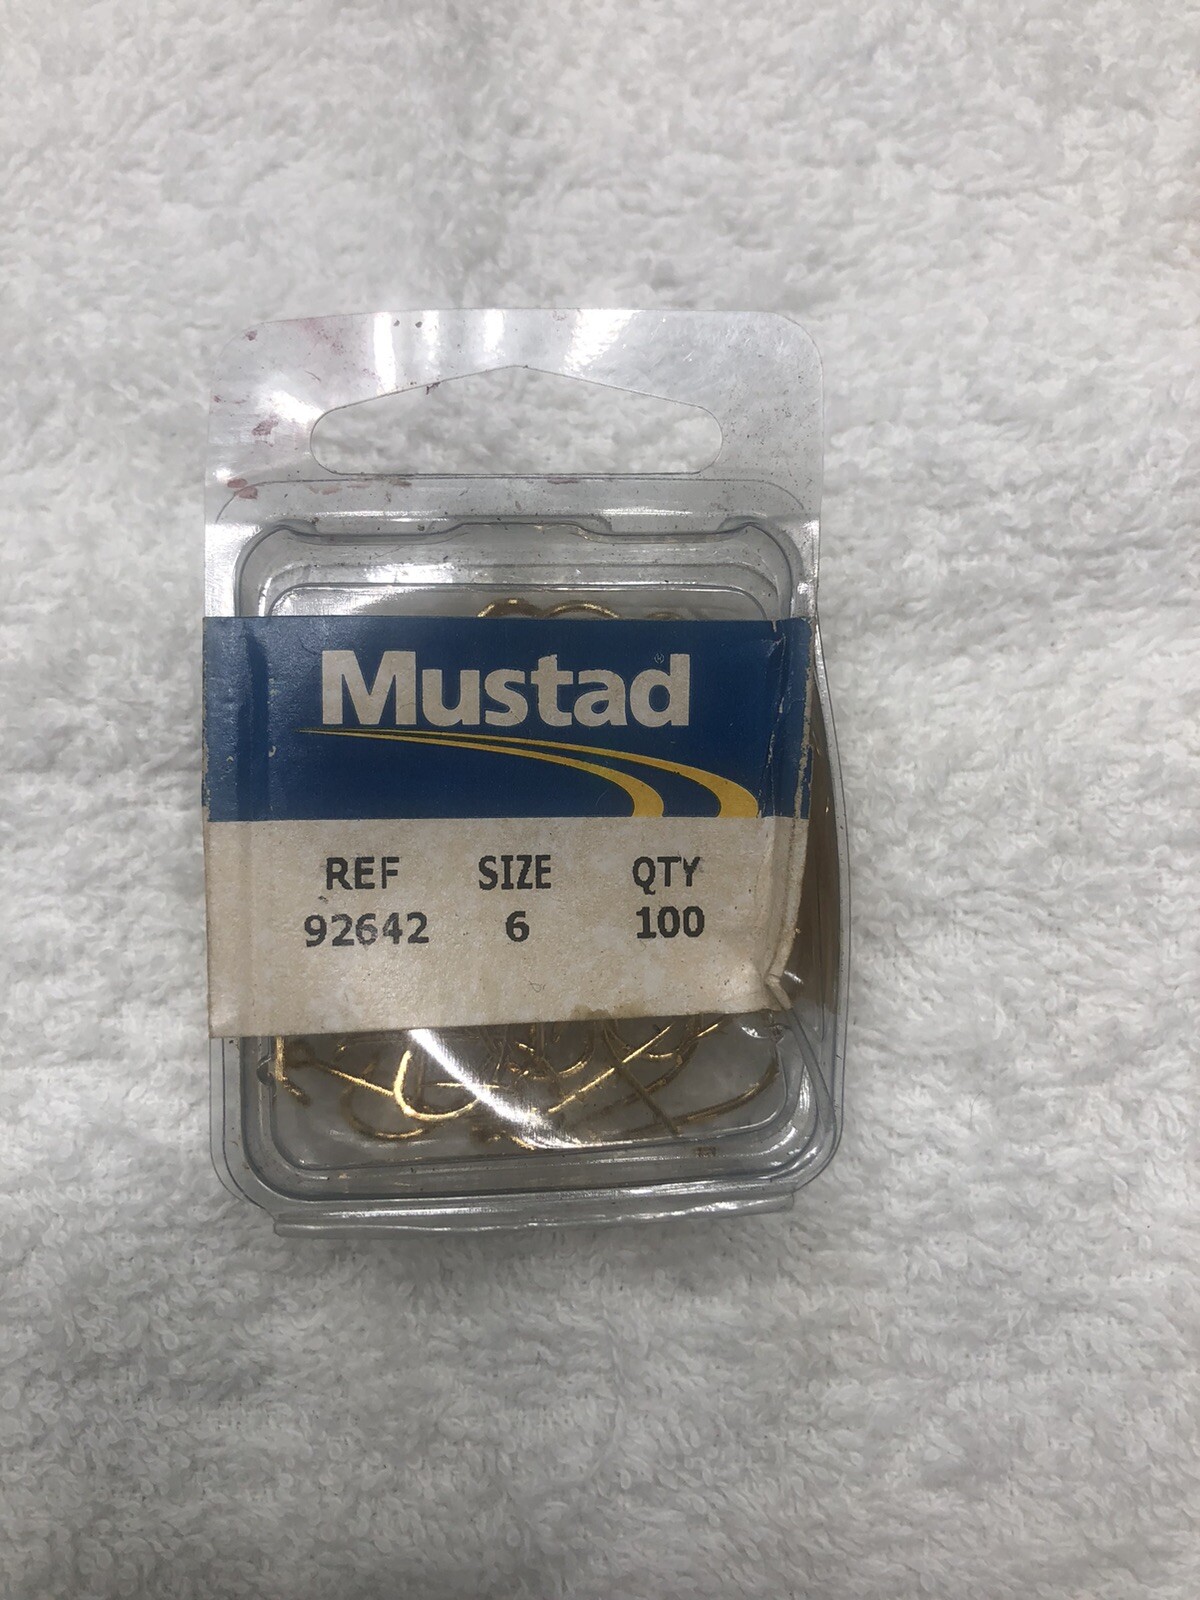 Mustad®
REF SIZE QTY
92642 6 100